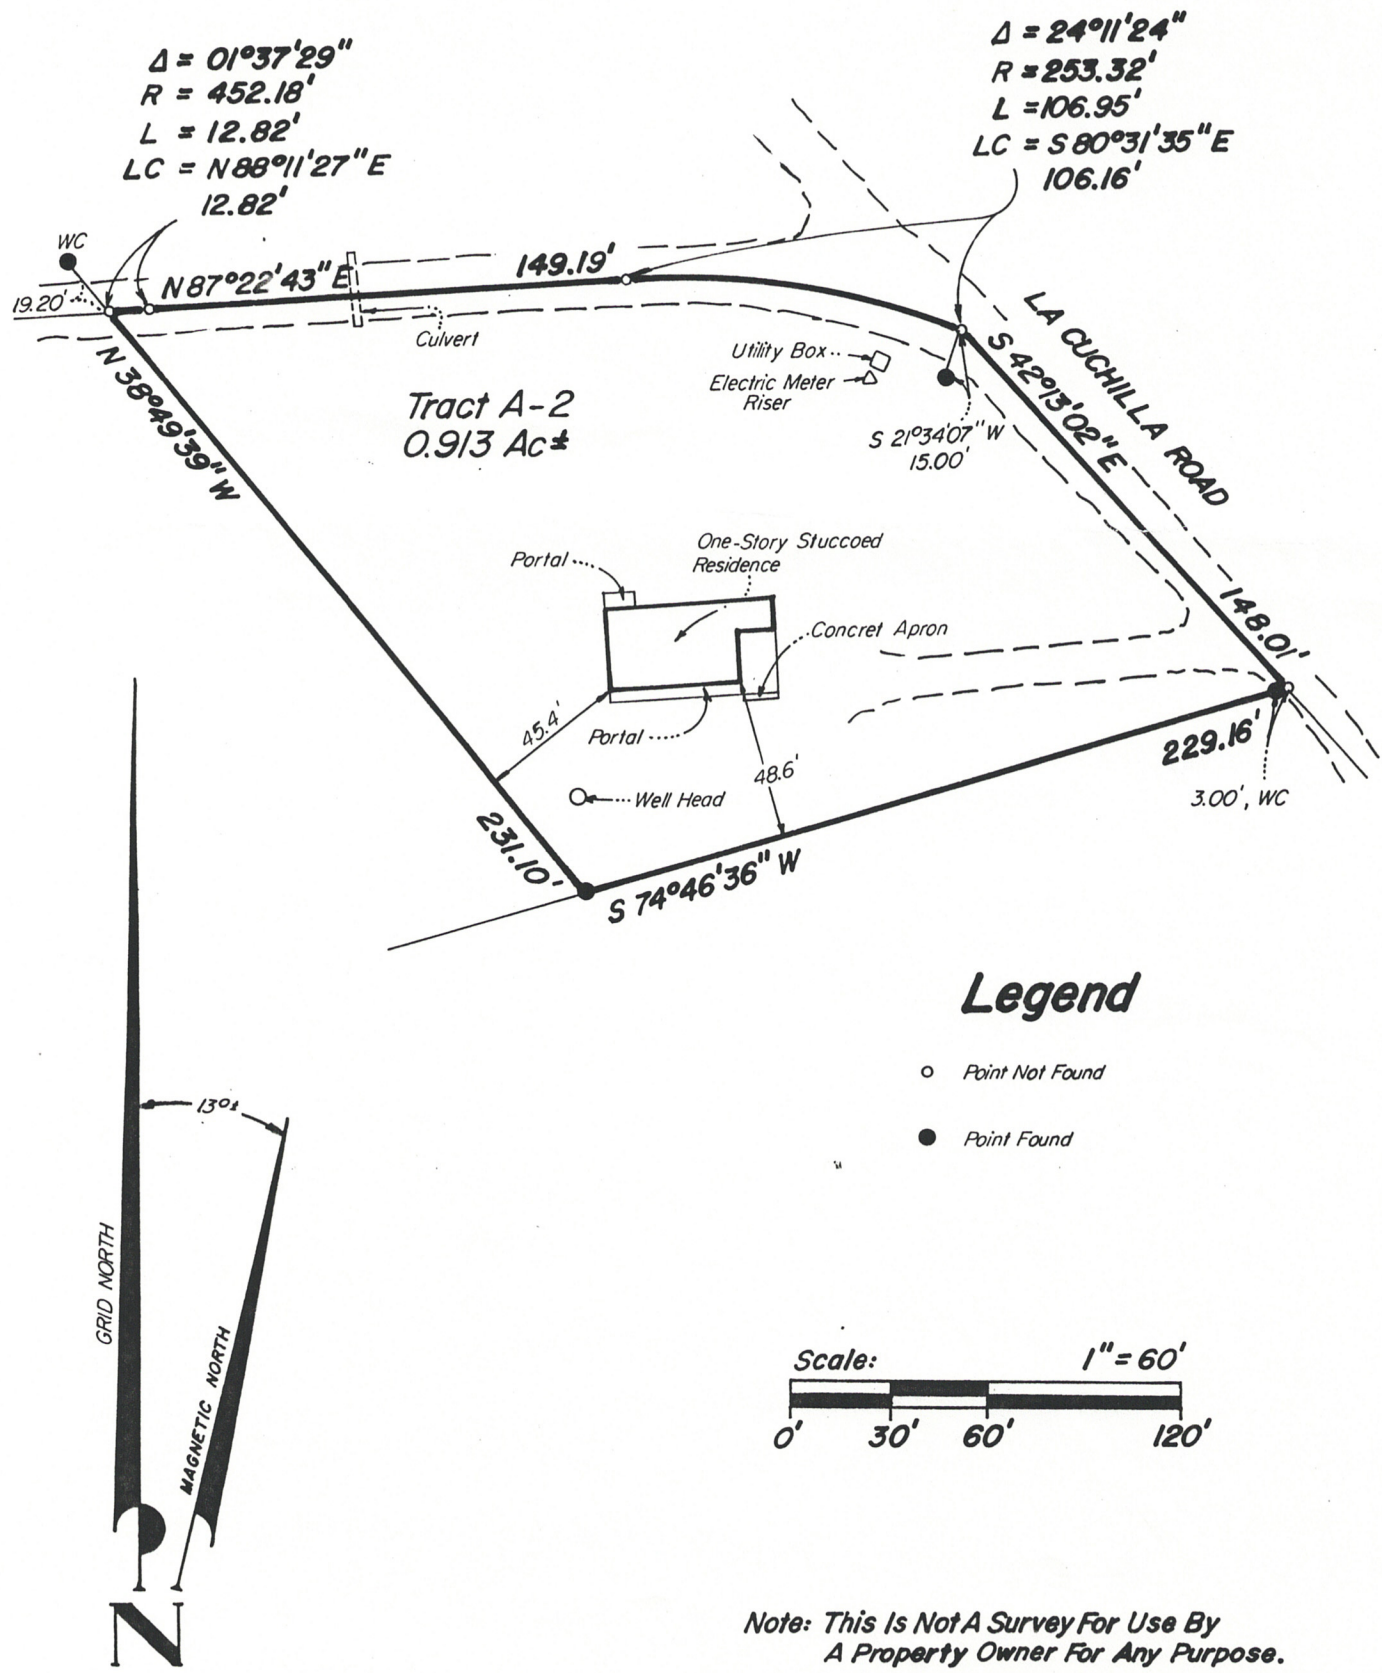 Δ = 01°37'29"
R = 452.18'
L = 12.82'
LC = N88°11'27"E
12.82'
Δ = 24°11'24"
R = 253.32'
L = 106.95'
LC = S80°31'35"E
106.16'
WC
19.20'
N87°22'43"E
149.19'
Culvert
Utility Box
Electric Meter
Riser
S 21°34'07"W
15.00'
LA CUCHILLA ROAD
S 42°13'02"E
148.01'
N 38°49'39"W
231.10'
Tract A-2
0.913 Ac±
Portal
One-Story Stuccoed
Residence
Concret Apron
45.4'
Portal
48.6'
Well Head
229.16'
3.00', WC
S 74°46'36" W
Legend
Point Not Found
Point Found
13°±
GRID NORTH
MAGNETIC NORTH
N
Scale: 1"=60'
0' 30' 60' 120'
Note: This Is Not A Survey For Use By
A Property Owner For Any Purpose.